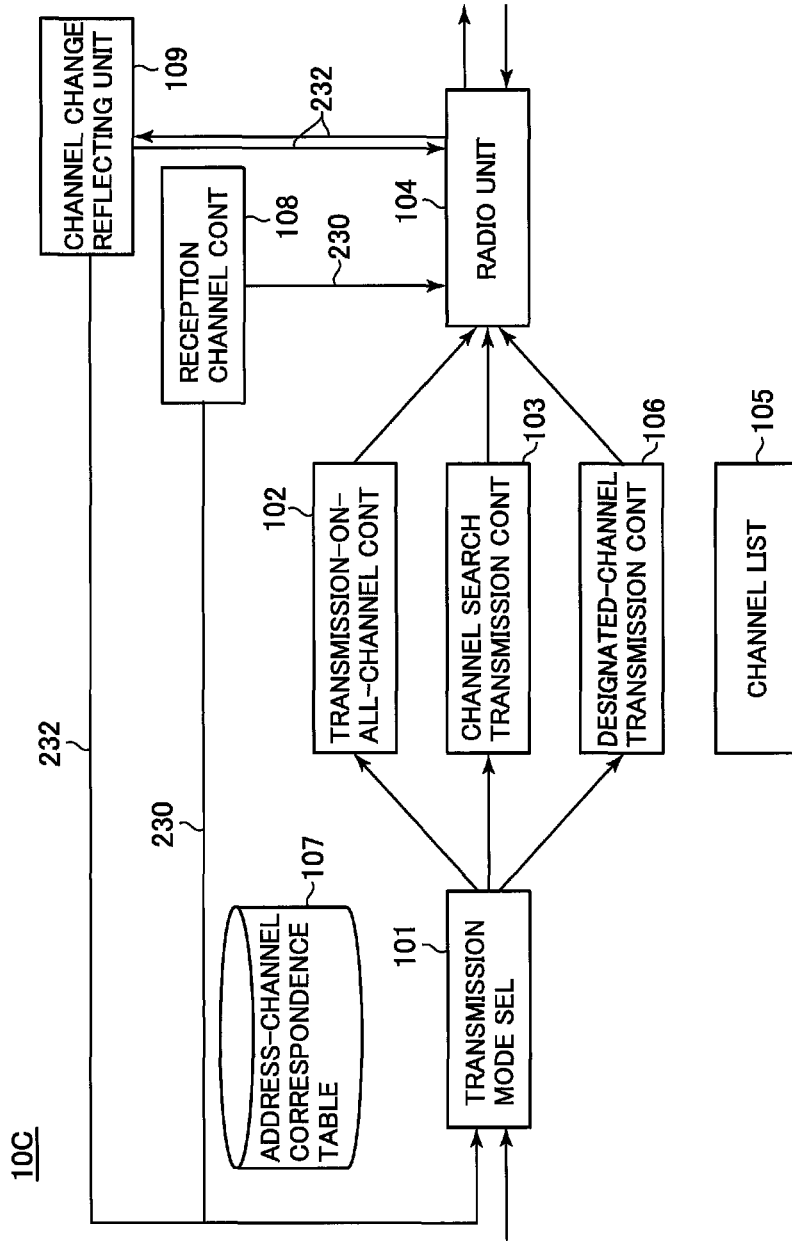 10C
232
CHANNEL CHANGE
REFLECTING UNIT
109
230
RECEPTION
CHANNEL CONT
108
232
ADDRESS-CHANNEL
CORRESPONDENCE
TABLE
107
230
102
TRANSMISSION-ON-
ALL-CHANNEL CONT
101
TRANSMISSION
MODE SEL
CHANNEL SEARCH
TRANSMISSION CONT
103
104
RADIO UNIT
DESIGNATED-CHANNEL
TRANSMISSION CONT
106
CHANNEL LIST
105